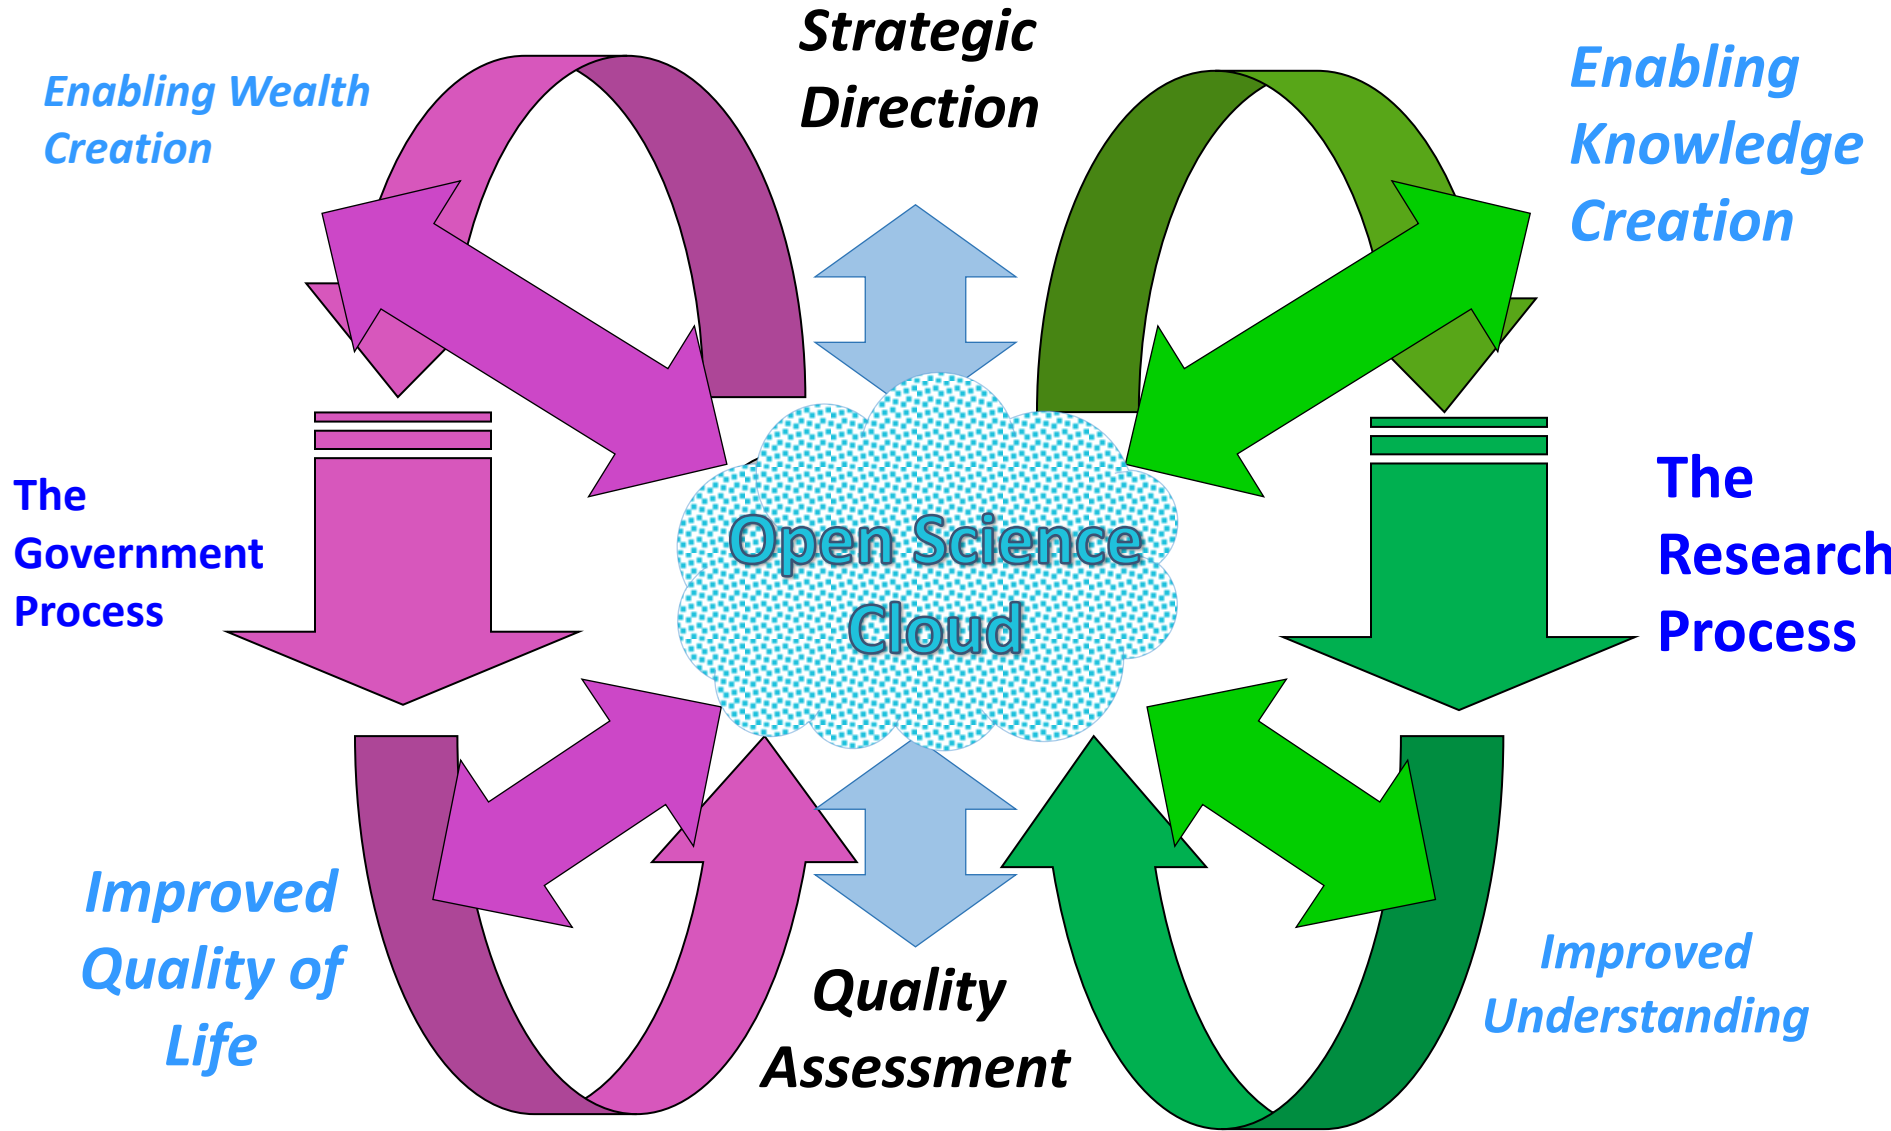 Strategic
Direction
Enabling Wealth
Creation
Enabling
Knowledge
Creation
The
Government
Process
Open Science
Cloud
The
Research
Process
Improved
Quality of
Life
Quality
Assessment
Improved
Understanding